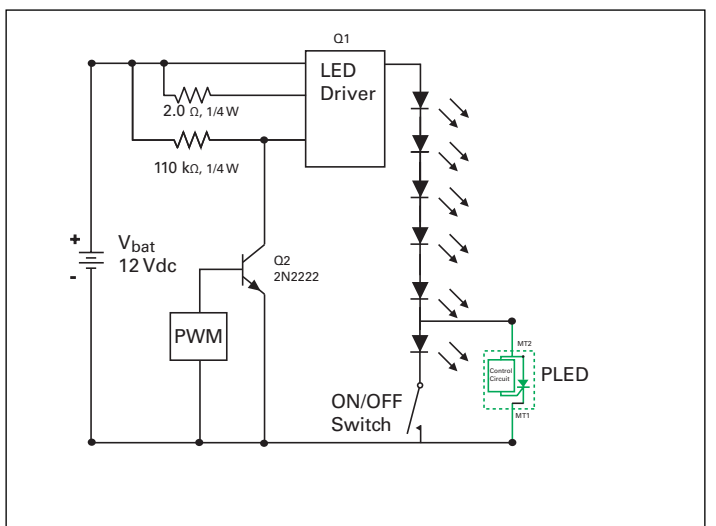 Q1
LED
Driver
2.0 Ω, 1/4 W
110 kΩ, 1/4 W
+
-
Vbat
12 Vdc
Q2
2N2222
PWM
ON/OFF
Switch
MT2
Control
Circuit
MT1
PLED